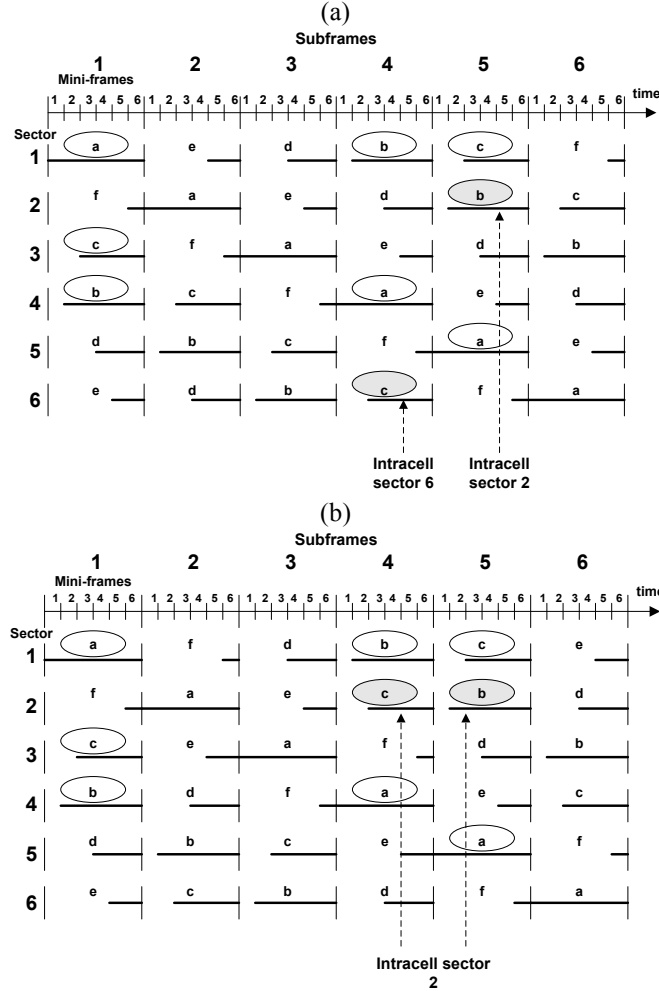 (a)
Subframes
1 2 3 4 5 6
Mini-frames
1 2 3 4 5 6 1 2 3 4 5 6 1 2 3 4 5 6 1 2 3 4 5 6 1 2 3 4 5 6 1 2 3 4 5 6 time
Sector
1 a e d b c f
2 f a e d b c
3 c f a e d b
4 b c f a e d
5 d b c f a e
6 e d b c f a
Intracell sector 6
Intracell sector 2
(b)
Subframes
1 2 3 4 5 6
Mini-frames
1 2 3 4 5 6 1 2 3 4 5 6 1 2 3 4 5 6 1 2 3 4 5 6 1 2 3 4 5 6 1 2 3 4 5 6 time
Sector
1 a f d b c e
2 f a e c b d
3 c e a f d b
4 b d f a e c
5 d b c e a f
6 e c b d f a
Intracell sector
2